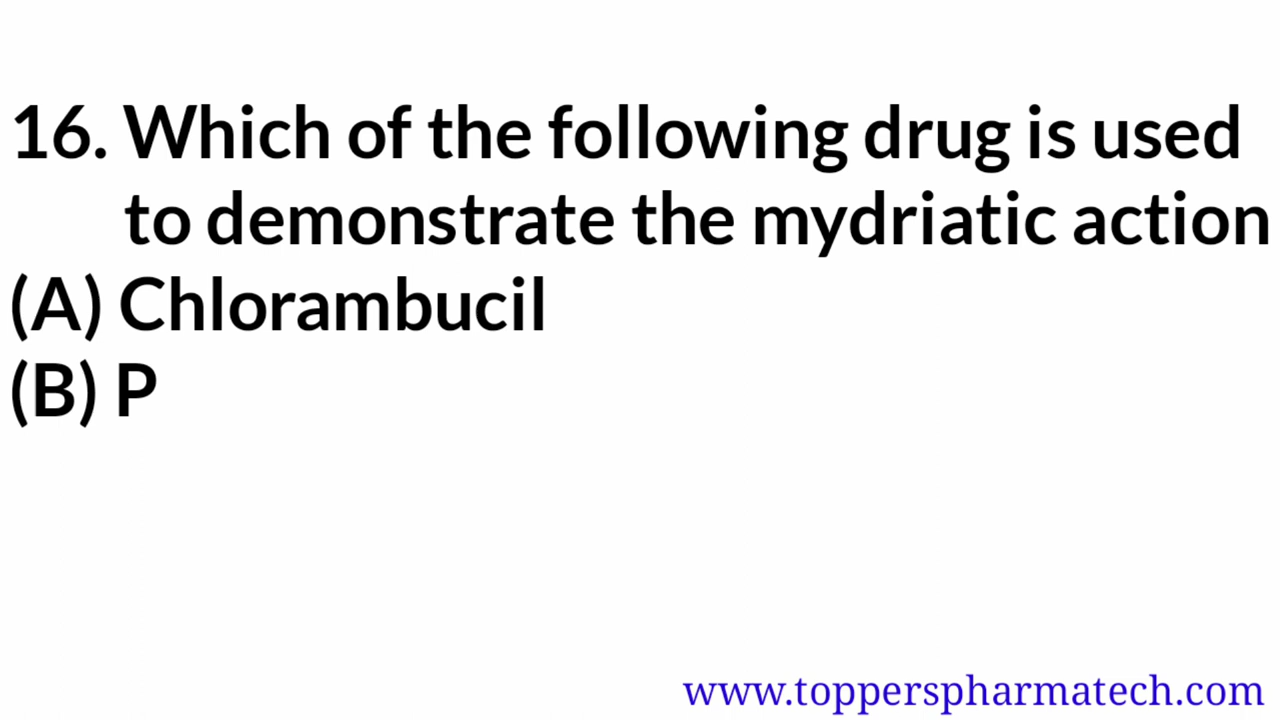 16. Which of the following drug is used
to demonstrate the mydriatic action
(A) Chlorambucil
(B) P
www.topperspharmatech.com